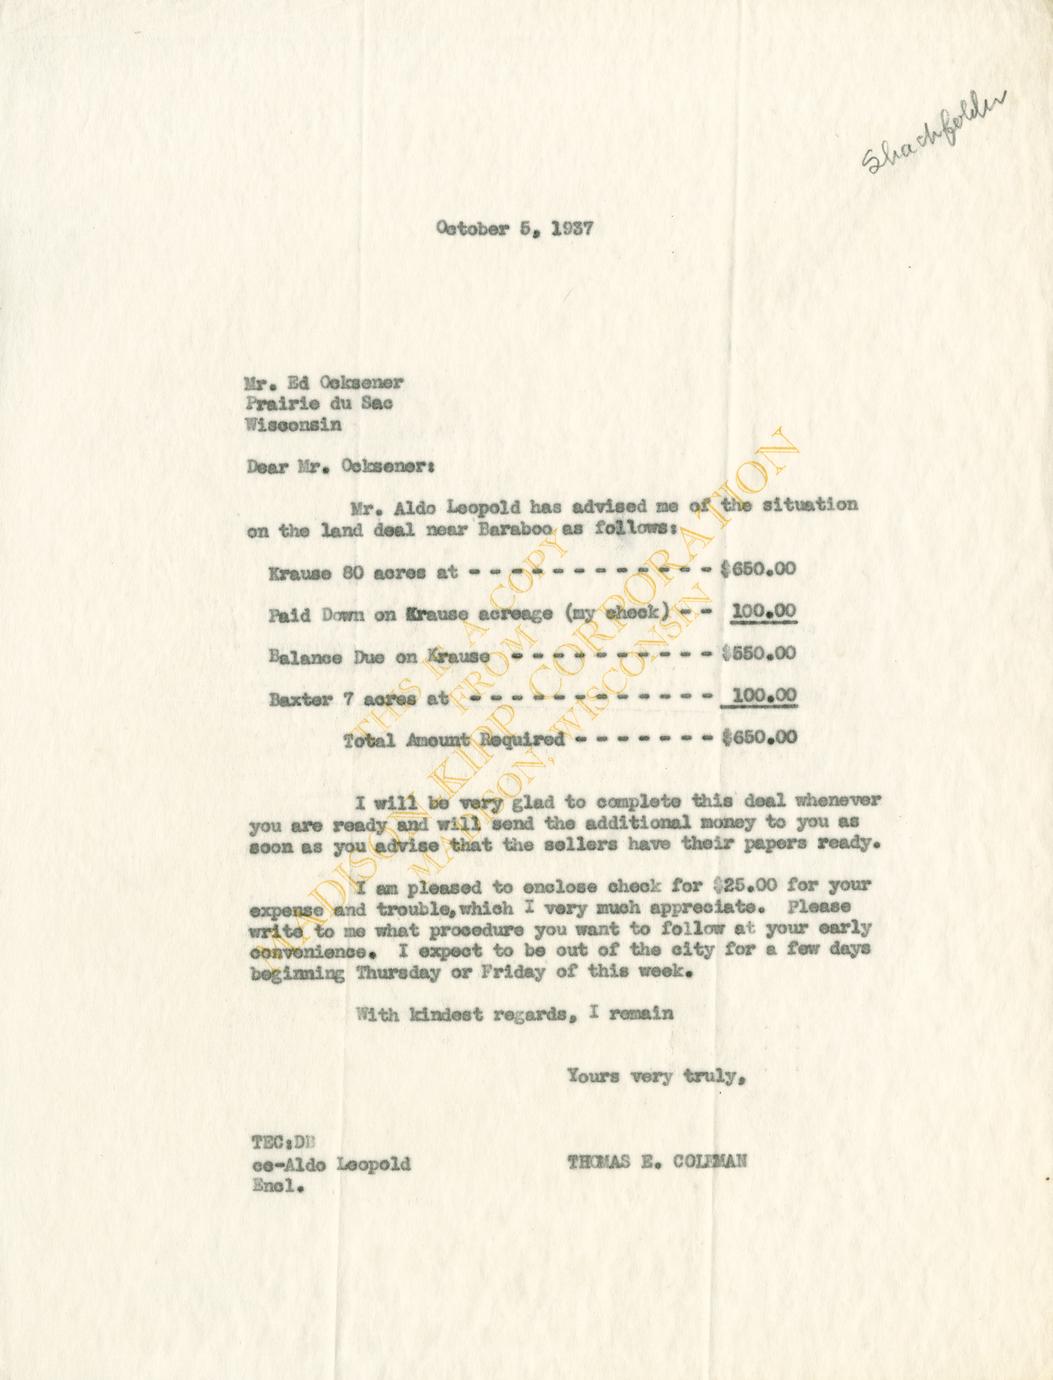 Shack folder
October 5, 1937
Mr. Ed Ocksener
Prairie du Sac
Wisconsin
Dear Mr. Ocksener:
Mr. Aldo Leopold has advised me of the situation
on the land deal near Baraboo as follows:
Krause 80 acres at - - - - - - - - - - - - $650.00
Paid Down on Krause acreage (my check) - - 100.00
Balance Due on Krause - - - - - - - - - - $550.00
Baxter 7 acres at - - - - - - - - - - - - 100.00
Total Amount Required - - - - - - - $650.00
I will be very glad to complete this deal whenever
you are ready and will send the additional money to you as
soon as you advise that the sellers have their papers ready.
I am pleased to enclose check for $25.00 for your
expense and trouble,which I very much appreciate. Please
write to me what procedure you want to follow at your early
convenience. I expect to be out of the city for a few days
beginning Thursday or Friday of this week.
With kindest regards, I remain
Yours very truly,
TEC:DB
cc-Aldo Leopold
Encl.
THOMAS E. COLEMAN
THIS IS A COPY
FROM
MADISON-KIPP CORPORATION
MADISON, WISCONSIN